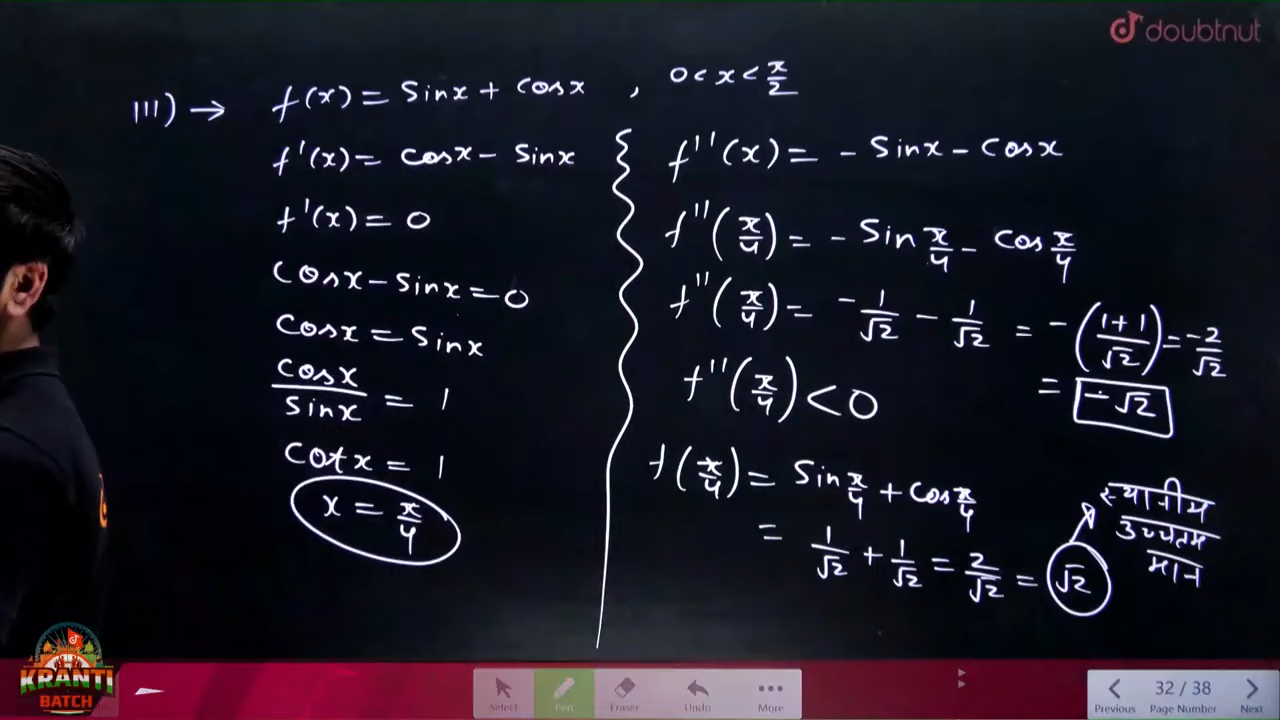 doubtnut
III) → f(x) = Sinx + cosx , 0 < x < π/2
f'(x) = cosx - Sinx
f'(x) = 0
cosx - Sinx = 0
cosx = Sinx
cosx/sinx = 1
cotx = 1
x = π/4
f''(x) = - Sinx - cosx
f''(π/4) = - Sin π/4 - cos π/4
f''(π/4) = - 1/√2 - 1/√2 = - (1+1/√2) = -2/√2
= -√2
f''(π/4) < 0
f(π/4) = Sin π/4 + cos π/4
= 1/√2 + 1/√2 = 2/√2 = √2
स्थानीय
उच्चतम
मान
KRANTI
BATCH
Select Pen Eraser Undo More
32 / 38
Previous Page Number Next